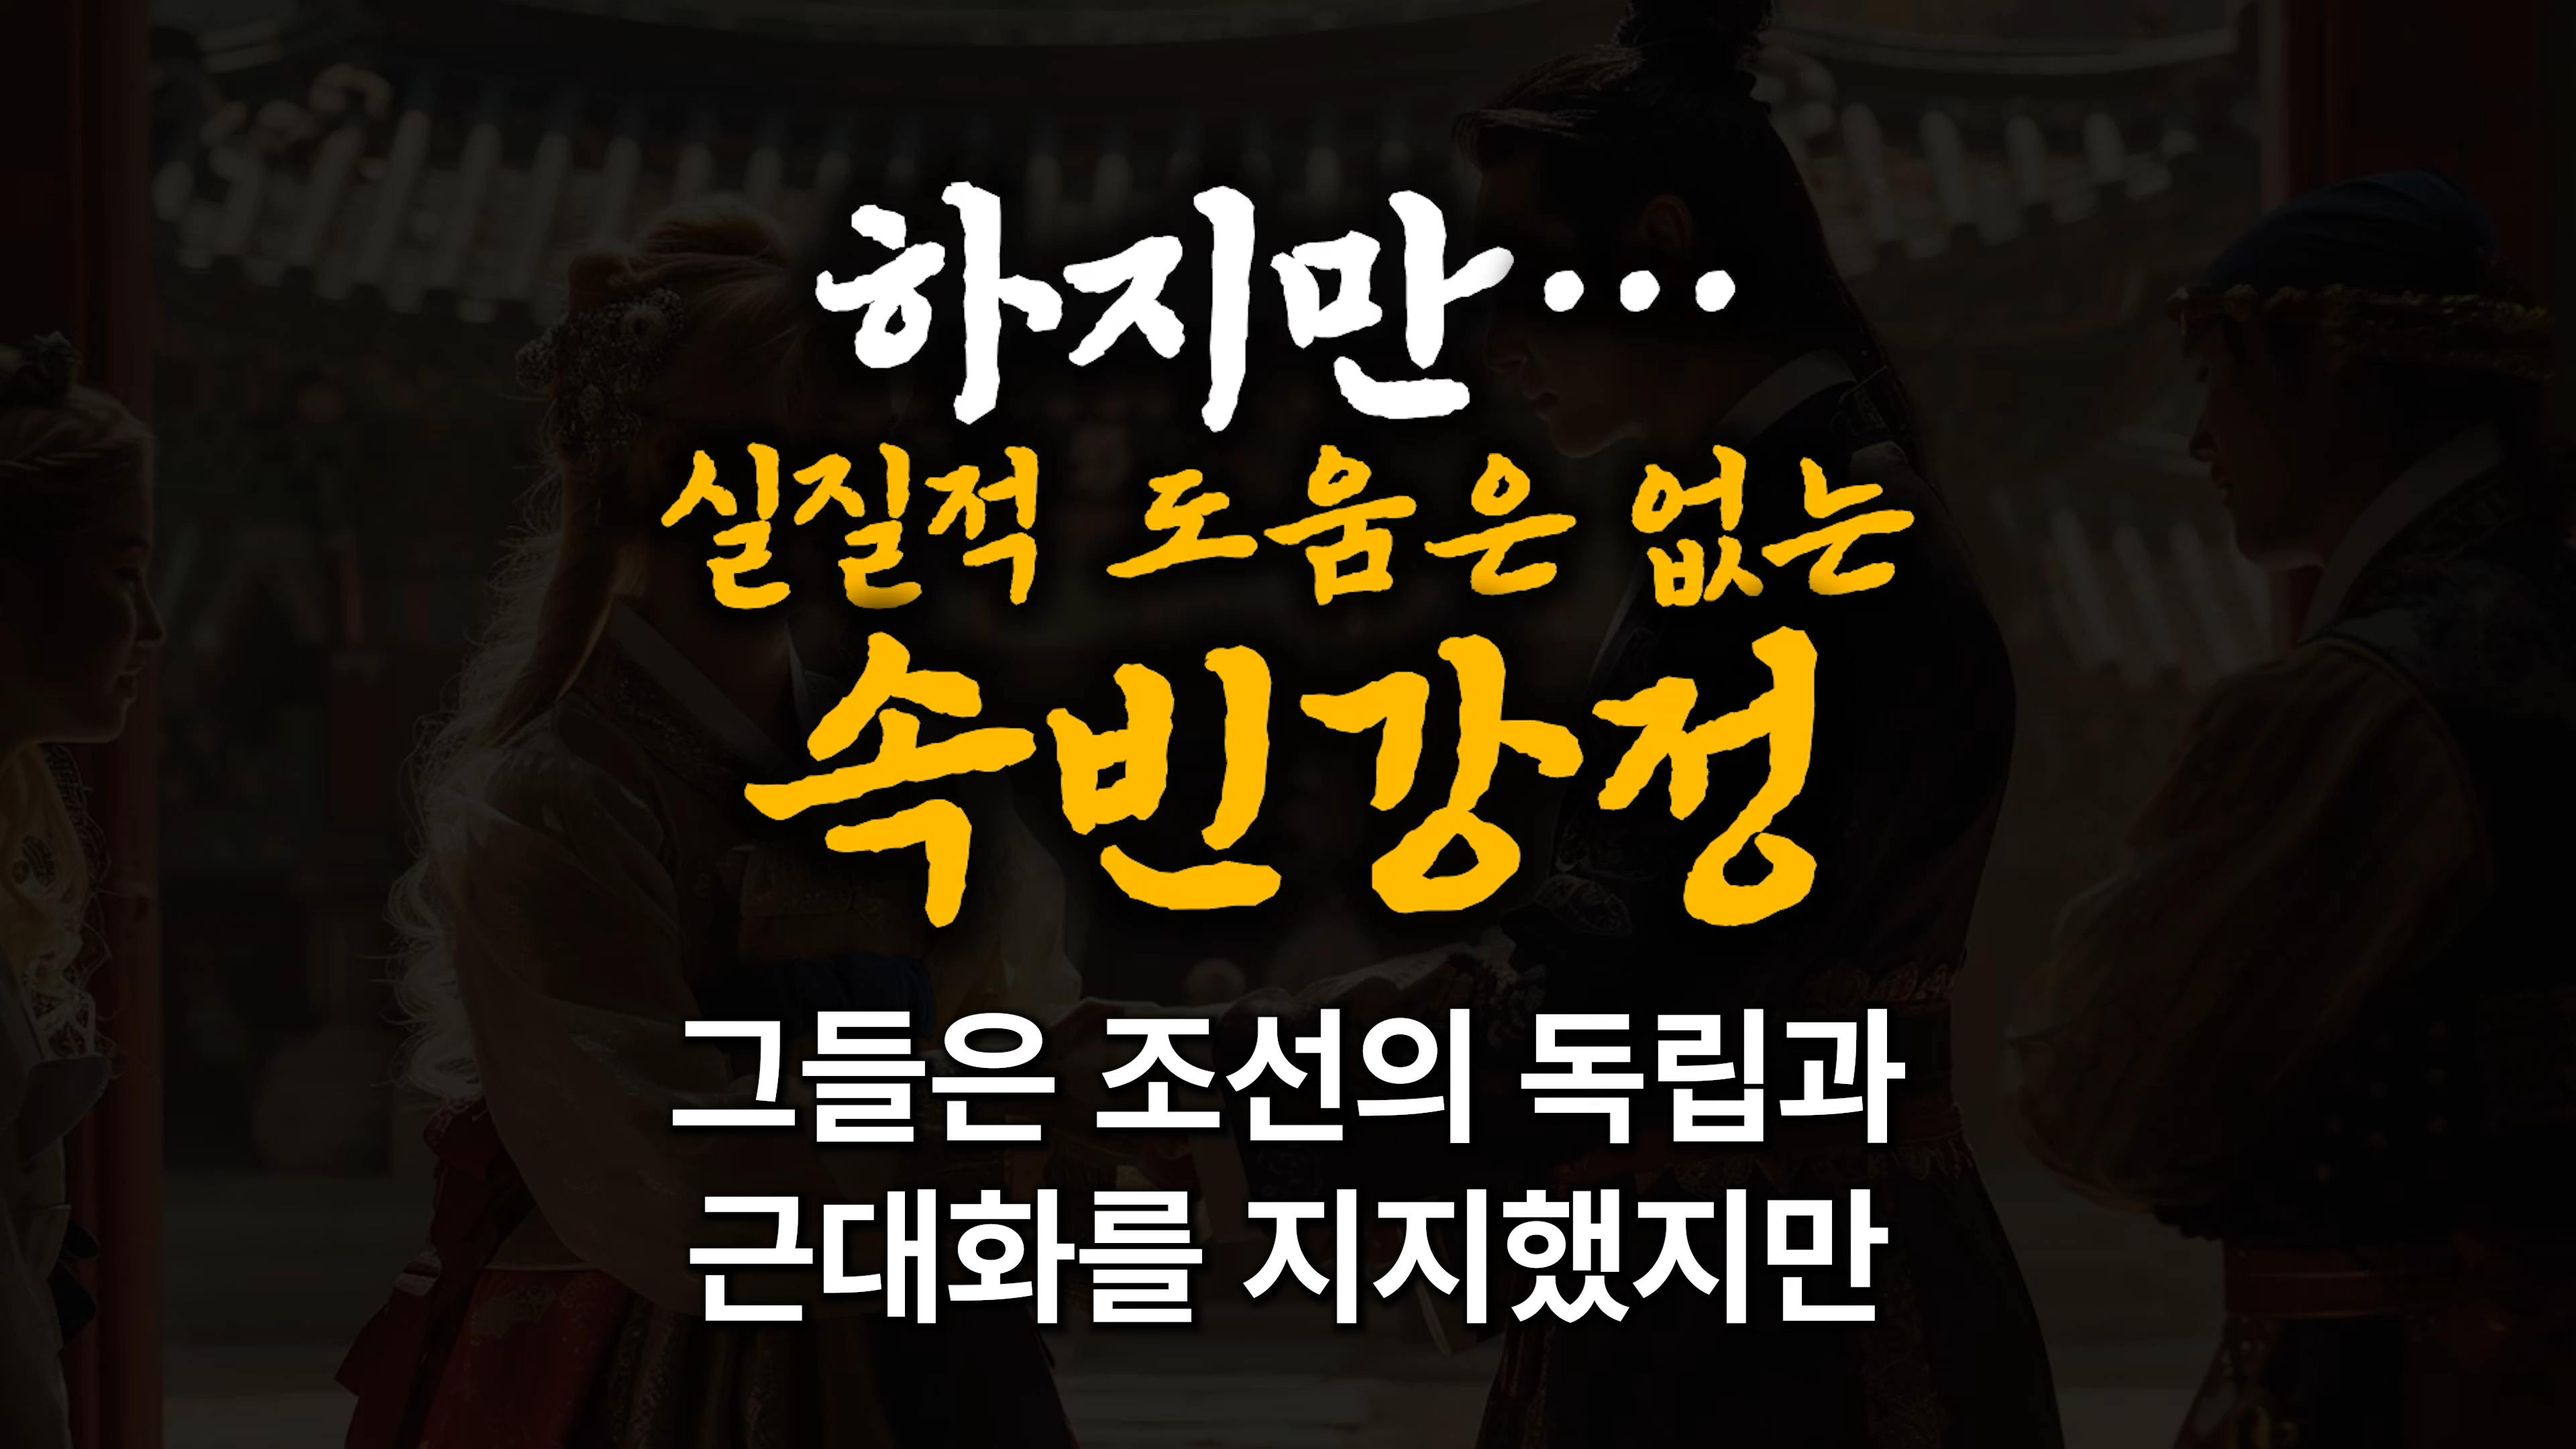 하지만…
실질적 도움은 없는
속빈강정
그들은 조선의 독립과
근대화를 지지했지만